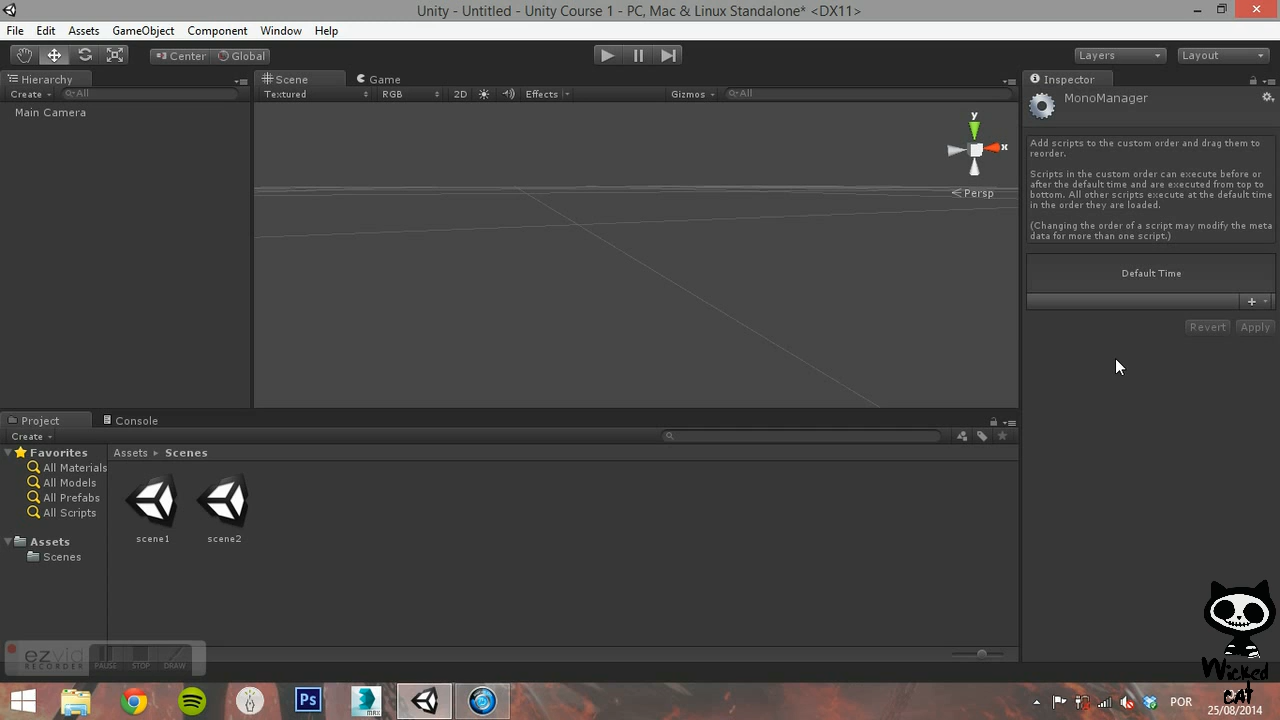 Unity - Untitled - Unity Course 1 - PC, Mac & Linux Standalone* <DX11>
File Edit Assets GameObject Component Window Help
Center Global Layers Layout
Hierarchy
Create All
Main Camera
Scene Game
Textured RGB 2D Effects Gizmos All
y
x
Persp
Inspector
MonoManager
Add scripts to the custom order and drag them to
reorder.
Scripts in the custom order can execute before or
after the default time and are executed from top to
bottom. All other scripts execute at the default time
in the order they are loaded.
(Changing the order of a script may modify the meta
data for more than one script.)
Default Time
Revert Apply
Project Console
Create
Favorites
All Materials
All Models
All Prefabs
All Scripts
Assets
Scenes
Assets Scenes
scene1 scene2
ezvid
RECORDER
PAUSE STOP DRAW
Wicked
cat
Ps
MAX
POR
25/08/2014